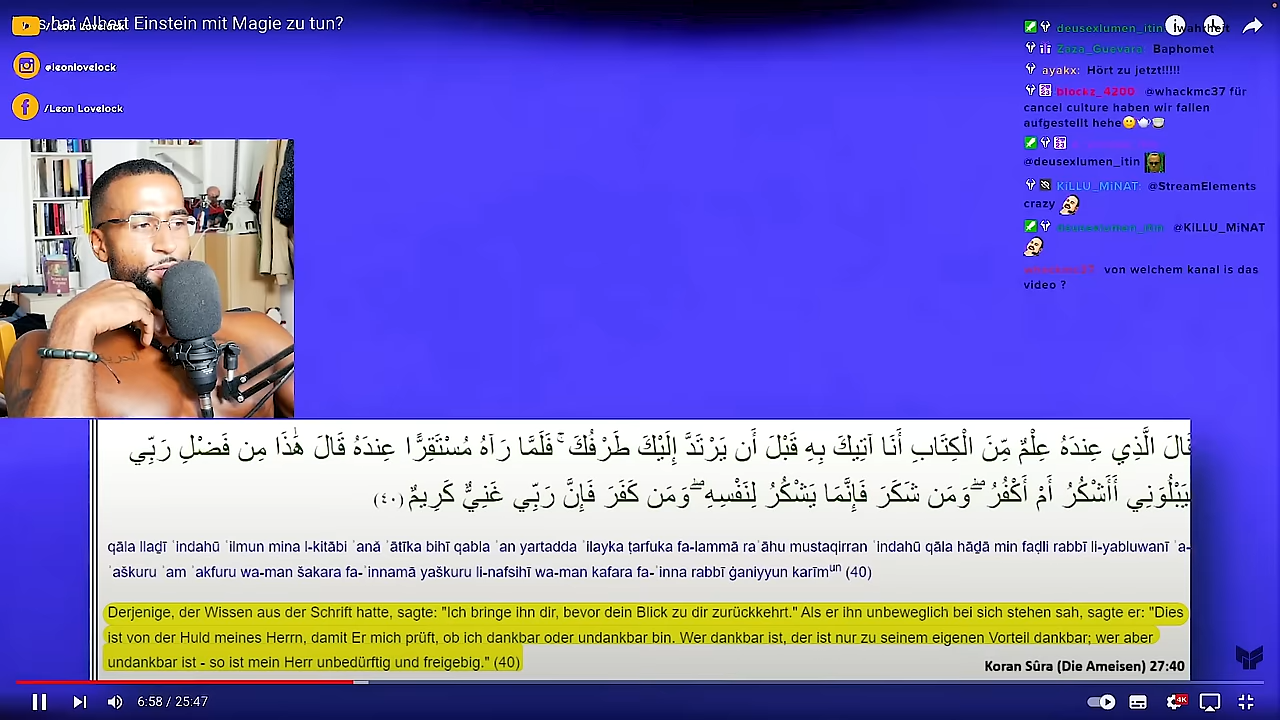 hat Albert Einstein mit Magie zu tun?
/Leon Lovelock
@leonlovelock
/Leon Lovelock
deusexlumen_itin
Zaza_Guevara: Baphomet
ayakx: Hört zu jetzt!!!!!
blockz_4200 @whackmc37 für
cancel culture haben wir fallen
aufgestellt hehe
@deusexlumen_itin
KiLLU_MiNAT: @StreamElements
crazy
deusexlumen_itin @KiLLU_MiNAT
von welchem kanal is das
video ?
الحرية
قَالَ الَّذِي عِندَهُ عِلْمٌ مِّنَ الْكِتَابِ أَنَا آتِيكَ بِهِ قَبْلَ أَن يَرْتَدَّ إِلَيْكَ طَرْفُكَ ۚ فَلَمَّا رَآهُ مُسْتَقِرًّا عِندَهُ قَالَ هَٰذَا مِن فَضْلِ رَبِّي
لِيَبْلُوَنِي أَأَشْكُرُ أَمْ أَكْفُرُ ۖ وَمَن شَكَرَ فَإِنَّمَا يَشْكُرُ لِنَفْسِهِ ۖ وَمَن كَفَرَ فَإِنَّ رَبِّي غَنِيٌّ كَرِيمٌ (٤٠)
qāla llaḏī ʿindahū ʿilmun mina l-kitābi ʾanā ʾātīka bihī qabla ʾan yartadda ʾilayka ṭarfuka fa-lammā raʾāhu mustaqirran ʿindahū qāla hāḏā min faḍli rabbī li-yabluwanī ʾa-
ʾaškuru ʾam ʾakfuru wa-man šakara fa-ʾinnamā yaškuru li-nafsihī wa-man kafara fa-ʾinna rabbī ġaniyyun karīmᵘⁿ (40)
Derjenige, der Wissen aus der Schrift hatte, sagte: "Ich bringe ihn dir, bevor dein Blick zu dir zurückkehrt." Als er ihn unbeweglich bei sich stehen sah, sagte er: "Dies
ist von der Huld meines Herrn, damit Er mich prüft, ob ich dankbar oder undankbar bin. Wer dankbar ist, der ist nur zu seinem eigenen Vorteil dankbar; wer aber
undankbar ist - so ist mein Herr unbedürftig und freigebig." (40)
Koran Sûra (Die Ameisen) 27:40
6:58 / 25:47
4K